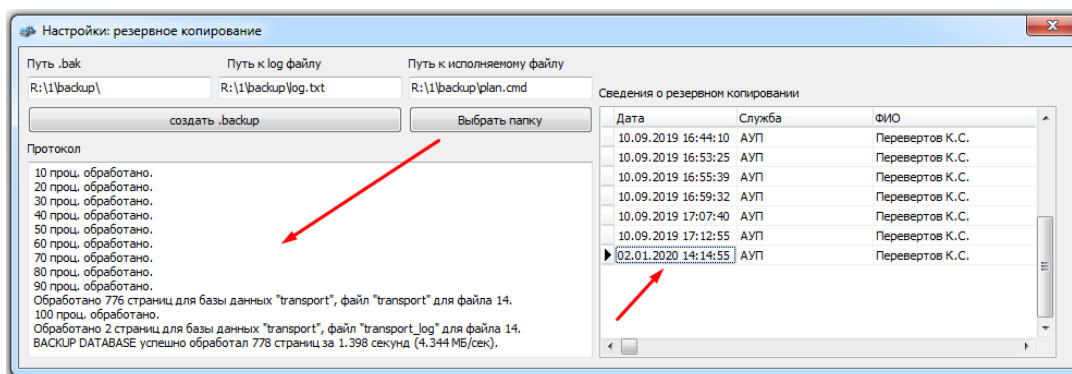 Настройки: резервное копирование
Путь .bak
Путь к log файлу
Путь к исполняемому файлу
R:\1\backup\
R:\1\backup\log.txt
R:\1\backup\plan.cmd
создать .backup
Выбрать папку
Протокол
10 проц. обработано.
20 проц. обработано.
30 проц. обработано.
40 проц. обработано.
50 проц. обработано.
60 проц. обработано.
70 проц. обработано.
80 проц. обработано.
90 проц. обработано.
Обработано 776 страниц для базы данных "transport", файл "transport" для файла 14.
100 проц. обработано.
Обработано 2 страниц для базы данных "transport", файл "transport_log" для файла 14.
BACKUP DATABASE успешно обработал 778 страниц за 1.398 секунд (4.344 МБ/сек).
Сведения о резервном копировании
Дата Служба ФИО
10.09.2019 16:44:10 АУП Перевертов К.С.
10.09.2019 16:53:25 АУП Перевертов К.С.
10.09.2019 16:55:39 АУП Перевертов К.С.
10.09.2019 16:59:32 АУП Перевертов К.С.
10.09.2019 17:07:40 АУП Перевертов К.С.
10.09.2019 17:12:55 АУП Перевертов К.С.
02.01.2020 14:14:55 АУП Перевертов К.С.